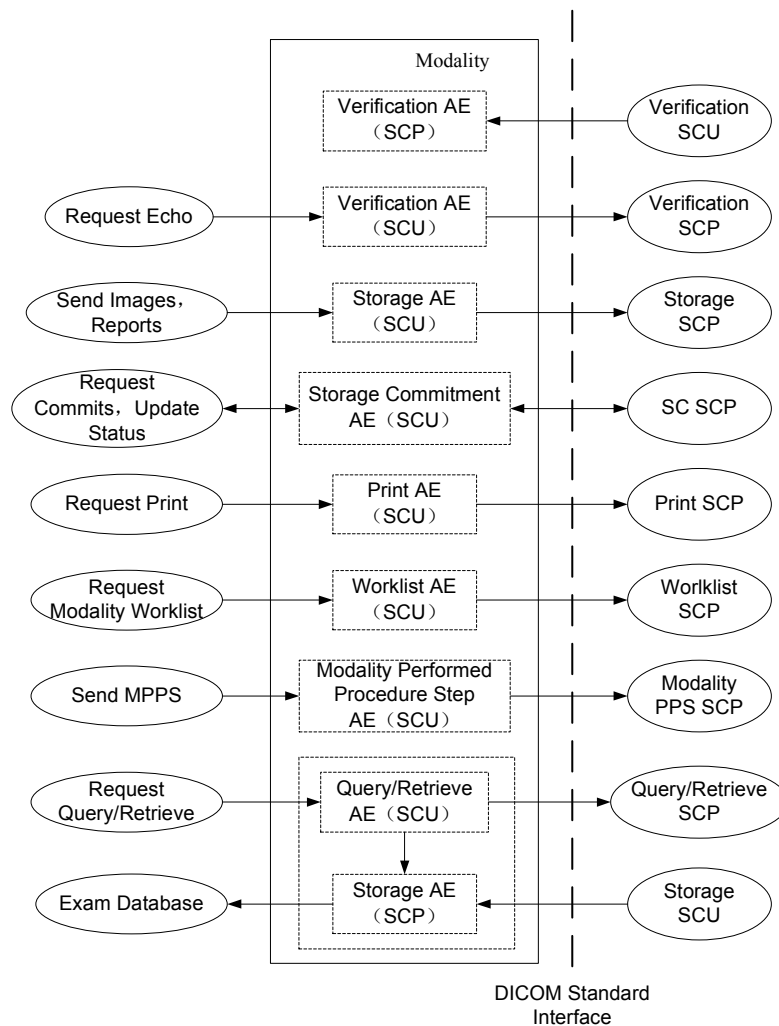 Modality
Verification AE
（SCP）
Verification
SCU
Request Echo
Verification AE
（SCU）
Verification
SCP
Send Images，
Reports
Storage AE
（SCU）
Storage
SCP
Request
Commits，Update
Status
Storage Commitment
AE（SCU）
SC SCP
Request Print
Print AE
（SCU）
Print SCP
Request
Modality Worklist
Worklist AE
（SCU）
Worlklist
SCP
Send MPPS
Modality Performed
Procedure Step
AE（SCU）
Modality
PPS SCP
Request
Query/Retrieve
Query/Retrieve
AE（SCU）
Query/Retrieve
SCP
Exam Database
Storage AE
（SCP）
Storage
SCU
DICOM Standard
Interface